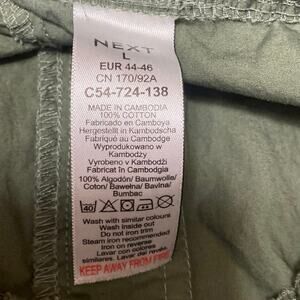 NEXT
L
EUR 44-46
CN 170/92A
C54-724-138
MADE IN CAMBODIA
100% COTTON
Fabricado en Camboya
Hergestellt in Kambodscha
Fabriqué au Cambodge
Wyprodukowano w
Kambodży
Vyrobeno v Kambodži
Fabricat în Cambodgia
100% Algodón/ Baumwolle/
Coton/ Bawełna/ Bavlna/
Bumbac
40
Wash with similar colours
Wash inside out
Do not iron trim
Steam iron recommended
Iron on reverse
Lavar con colores similares
Lavar del revés.
KEEP AWAY FROM FIRE